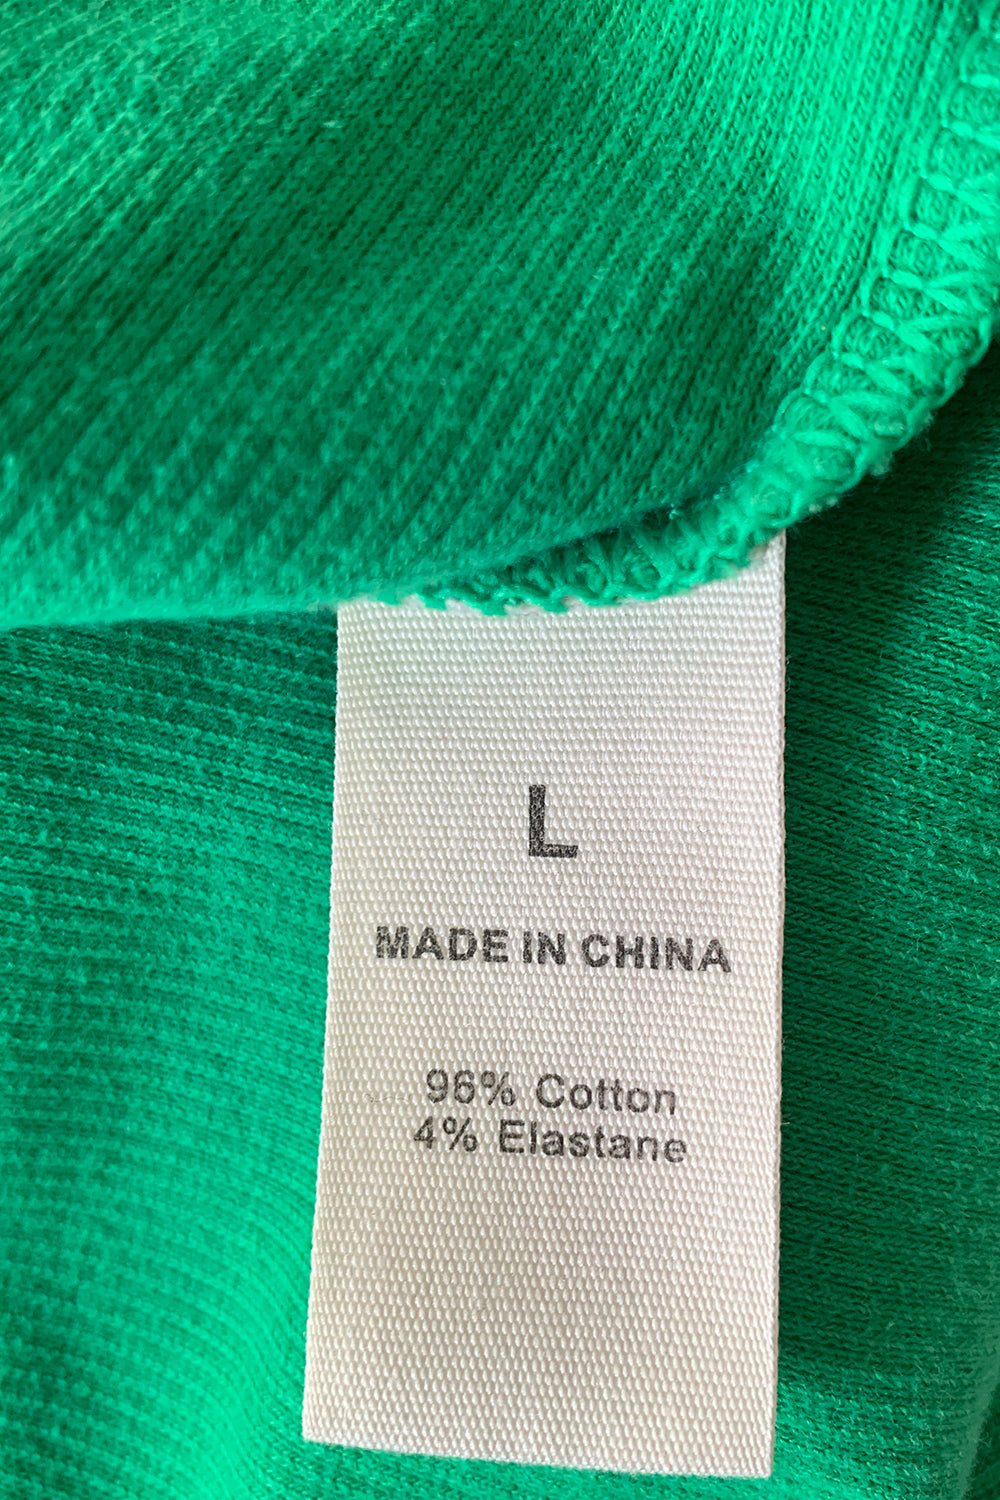 L
MADE IN CHINA
96% Cotton
4% Elastane